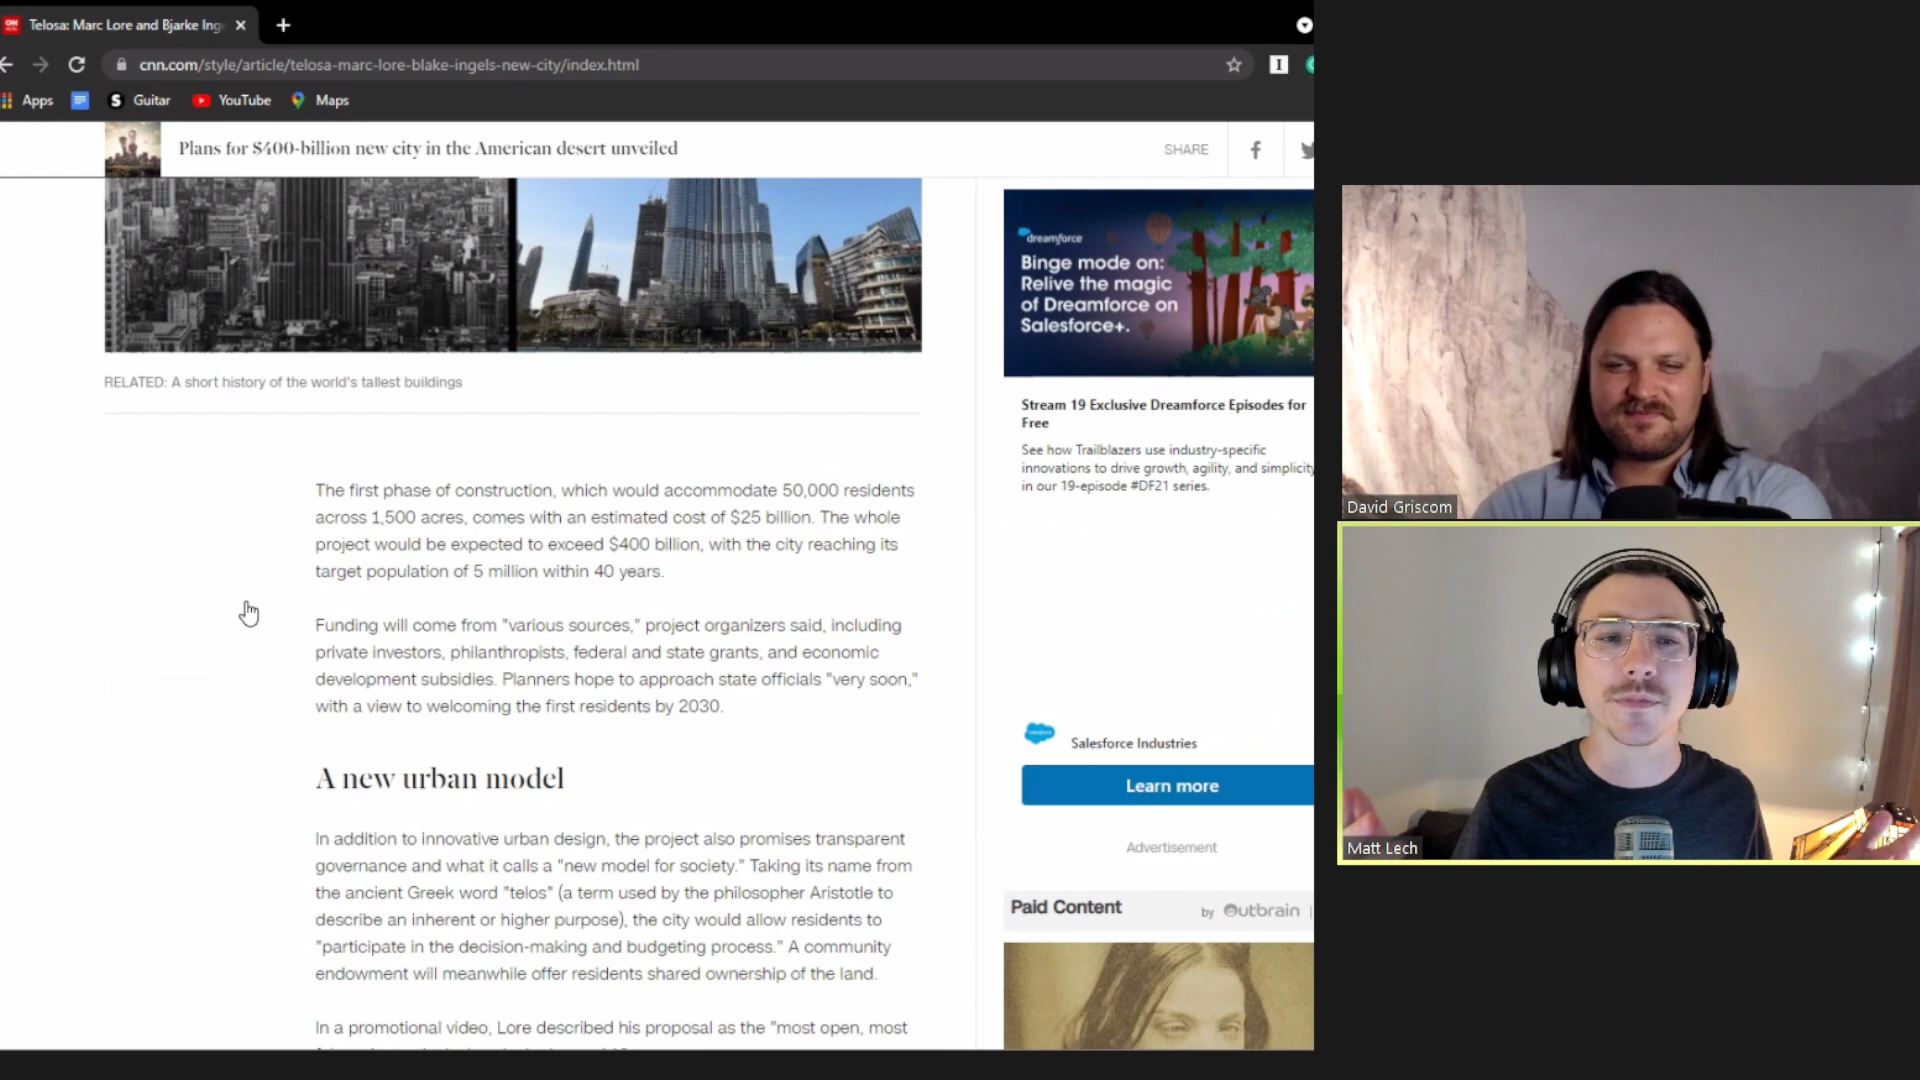 Telosa: Marc Lore and Bjarke Ing
cnn.com/style/article/telosa-marc-lore-blake-ingels-new-city/index.html
Apps
Guitar
YouTube
Maps
Plans for $400-billion new city in the American desert unveiled
SHARE
RELATED: A short history of the world's tallest buildings
The first phase of construction, which would accommodate 50,000 residents
across 1,500 acres, comes with an estimated cost of $25 billion. The whole
project would be expected to exceed $400 billion, with the city reaching its
target population of 5 million within 40 years.
Funding will come from "various sources," project organizers said, including
private investors, philanthropists, federal and state grants, and economic
development subsidies. Planners hope to approach state officials "very soon,"
with a view to welcoming the first residents by 2030.
A new urban model
In addition to innovative urban design, the project also promises transparent
governance and what it calls a "new model for society." Taking its name from
the ancient Greek word "telos" (a term used by the philosopher Aristotle to
describe an inherent or higher purpose), the city would allow residents to
"participate in the decision-making and budgeting process." A community
endowment will meanwhile offer residents shared ownership of the land.
In a promotional video, Lore described his proposal as the "most open, most
dreamforce
Binge mode on:
Relive the magic
of Dreamforce on
Salesforce+.
Stream 19 Exclusive Dreamforce Episodes for
Free
See how Trailblazers use industry-specific
innovations to drive growth, agility, and simplicity
in our 19-episode #DF21 series.
Salesforce Industries
Learn more
Advertisement
Paid Content
by Outbrain |
David Griscom
Matt Lech